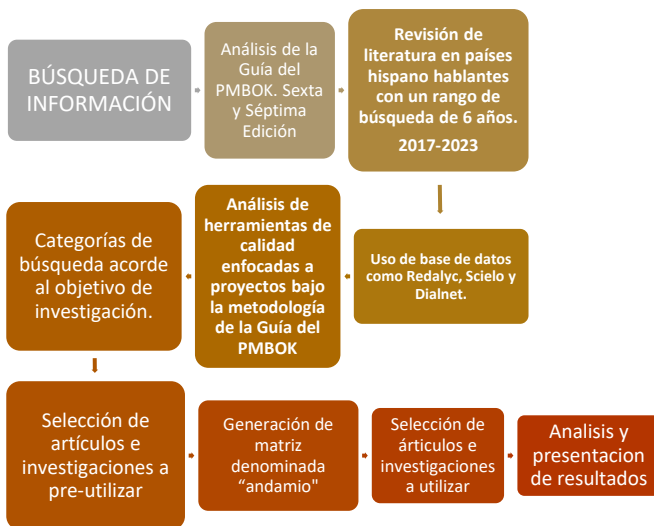 BÚSQUEDA DE
INFORMACIÓN
Análisis de la
Guía del
PMBOK. Sexta
y Séptima
Edición
Revisión de
literatura en países
hispano hablantes
con un rango de
búsqueda de 6 años.
2017-2023
Uso de base de datos
como Redalyc, Scielo y
Dialnet.
Análisis de
herramientas de
calidad
enfocadas a
proyectos bajo
la metodología
de la Guía del
PMBOK
Categorías de
búsqueda acorde
al objetivo de
investigación.
Selección de
artículos e
investigaciones a
pre-utilizar
Generación de
matriz
denominada
“andamio"
Selección de
árticulos e
investigaciones
a utilizar
Analisis y
presentacion
de resultados